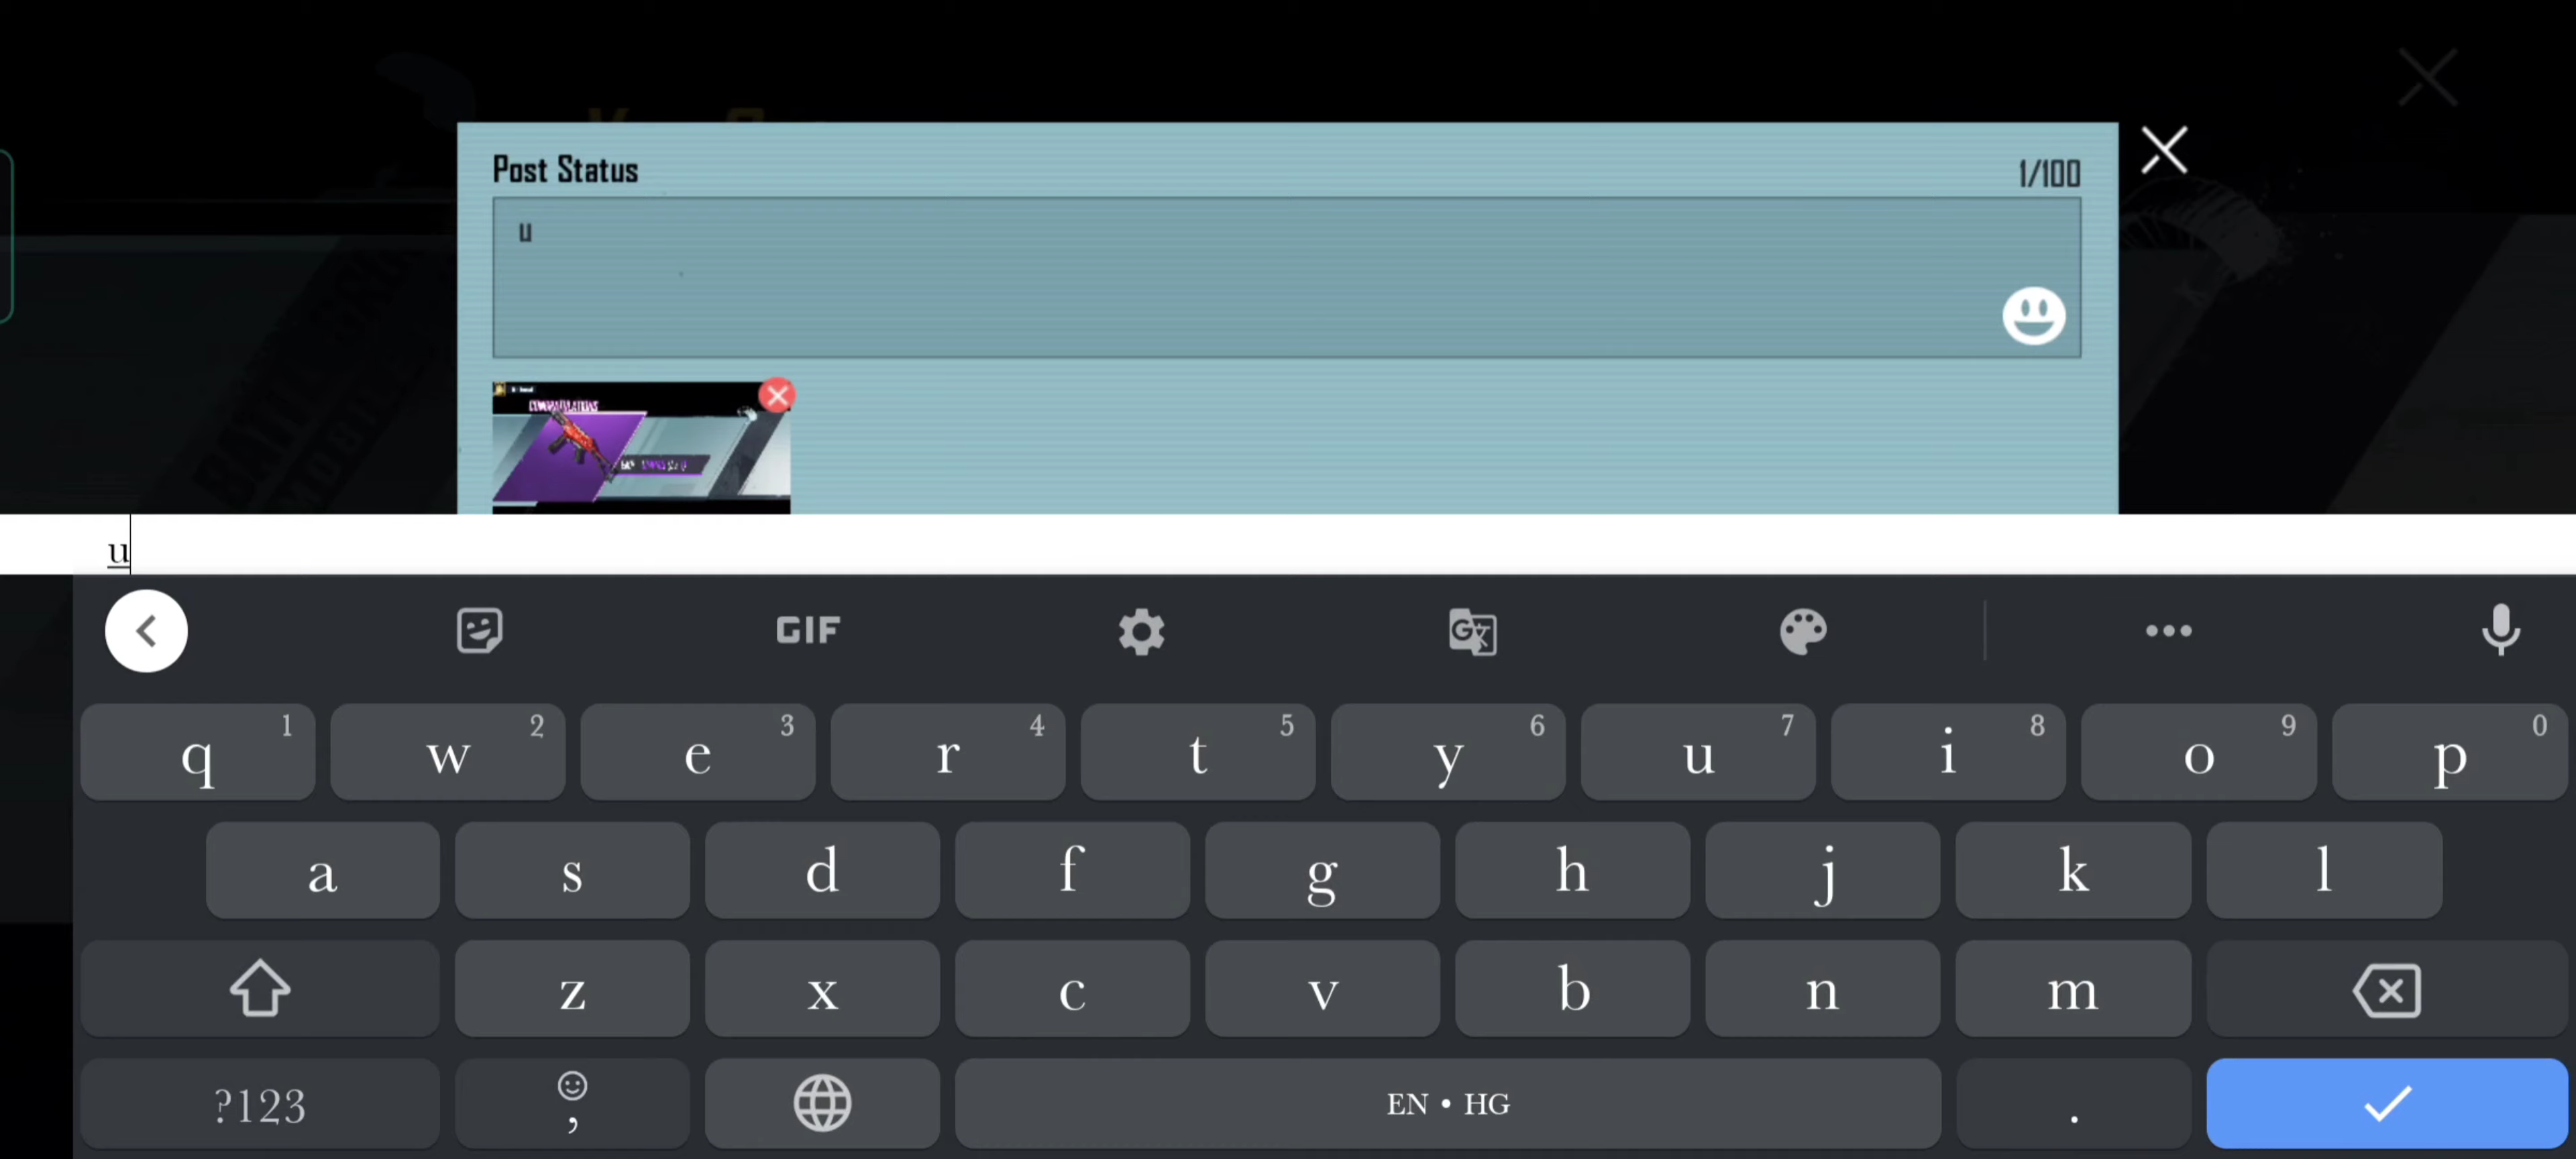 Post Status
1/100
u
CONGRATULATIONS
u
GIF
q 1 w 2 e 3 r 4 t 5 y 6 u 7 i 8 o 9 p 0
a s d f g h j k l
z x c v b n m
?123 , EN • HG .